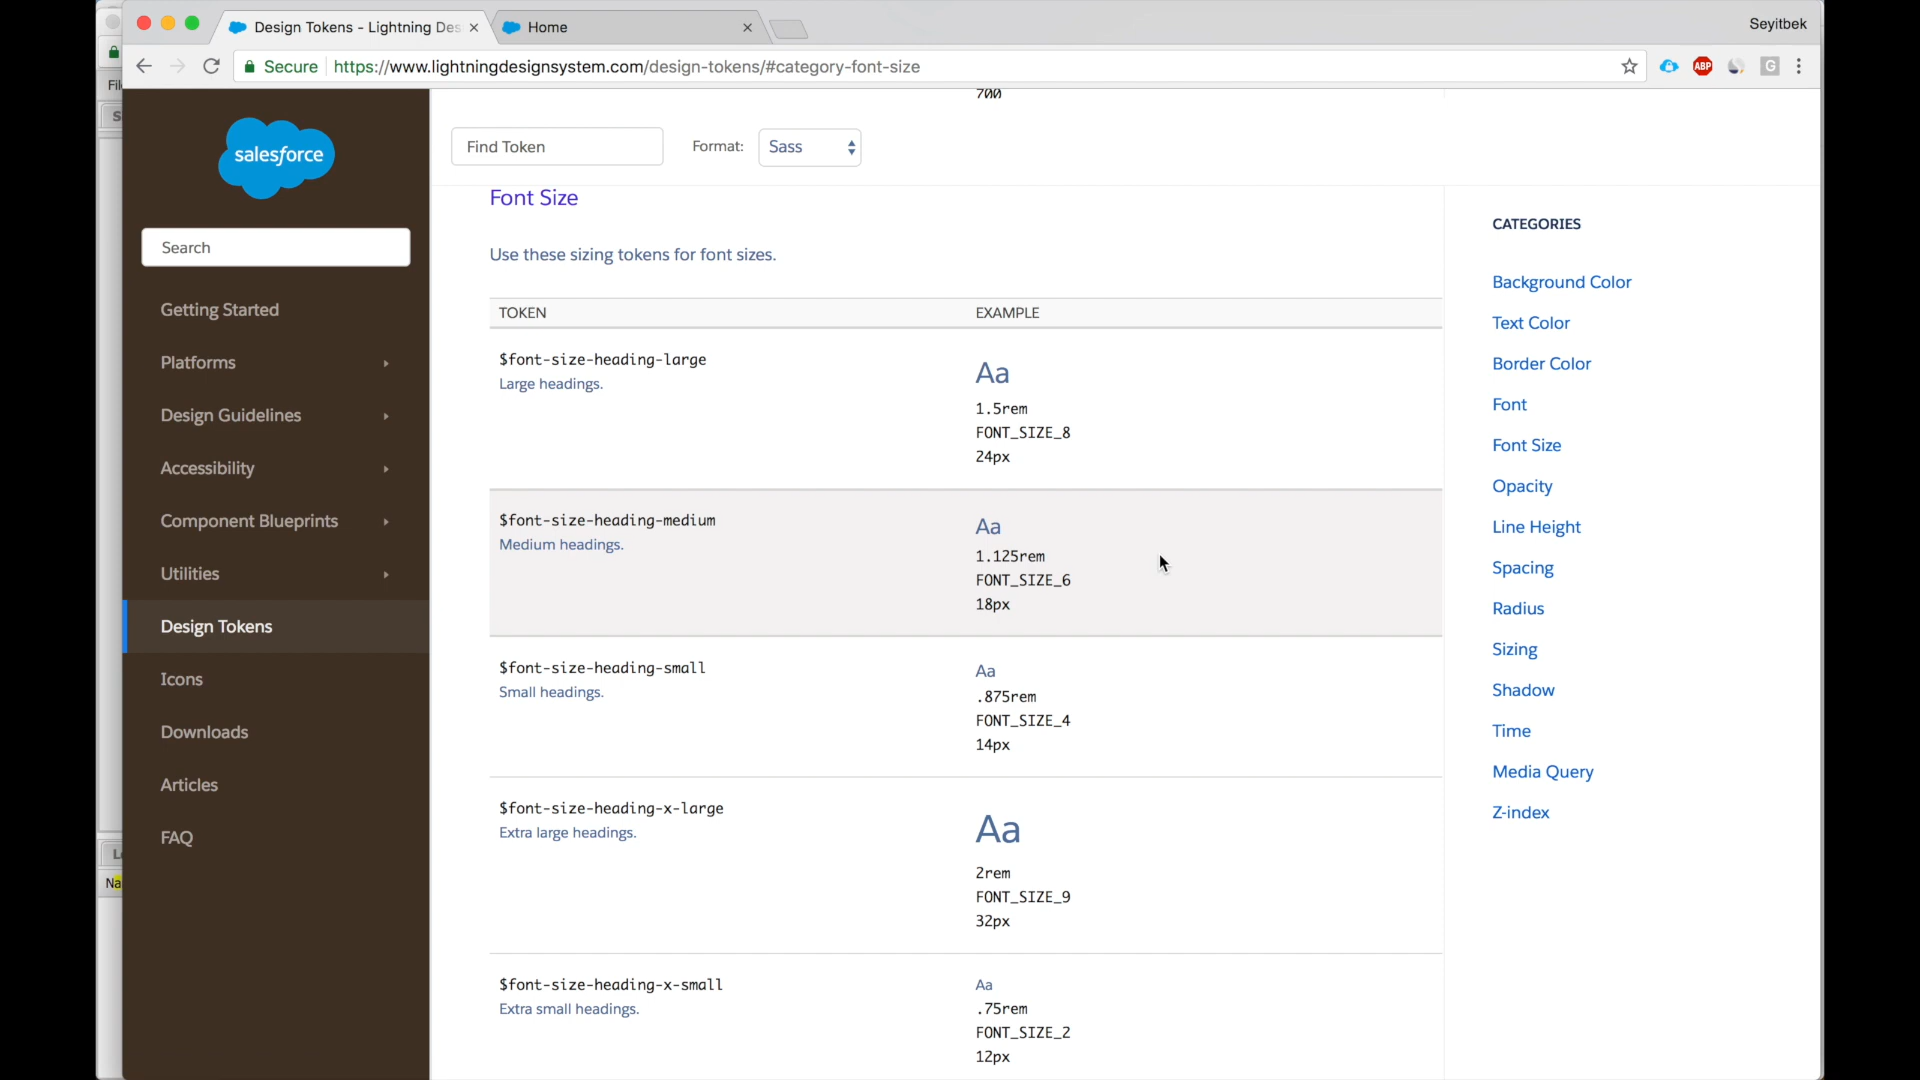 Design Tokens - Lightning Des
Home
Seyitbek
Secure
https://www.lightningdesignsystem.com/design-tokens/#category-font-size
ABP
G
salesforce
Search
Getting Started
Platforms
Design Guidelines
Accessibility
Component Blueprints
Utilities
Design Tokens
Icons
Downloads
Articles
FAQ
700
Find Token
Format:
Sass
Font Size
Use these sizing tokens for font sizes.
TOKEN
EXAMPLE
$font-size-heading-large
Large headings.
Aa
1.5rem
FONT_SIZE_8
24px
$font-size-heading-medium
Medium headings.
Aa
1.125rem
FONT_SIZE_6
18px
$font-size-heading-small
Small headings.
Aa
.875rem
FONT_SIZE_4
14px
$font-size-heading-x-large
Extra large headings.
Aa
2rem
FONT_SIZE_9
32px
$font-size-heading-x-small
Extra small headings.
Aa
.75rem
FONT_SIZE_2
12px
CATEGORIES
Background Color
Text Color
Border Color
Font
Font Size
Opacity
Line Height
Spacing
Radius
Sizing
Shadow
Time
Media Query
Z-index